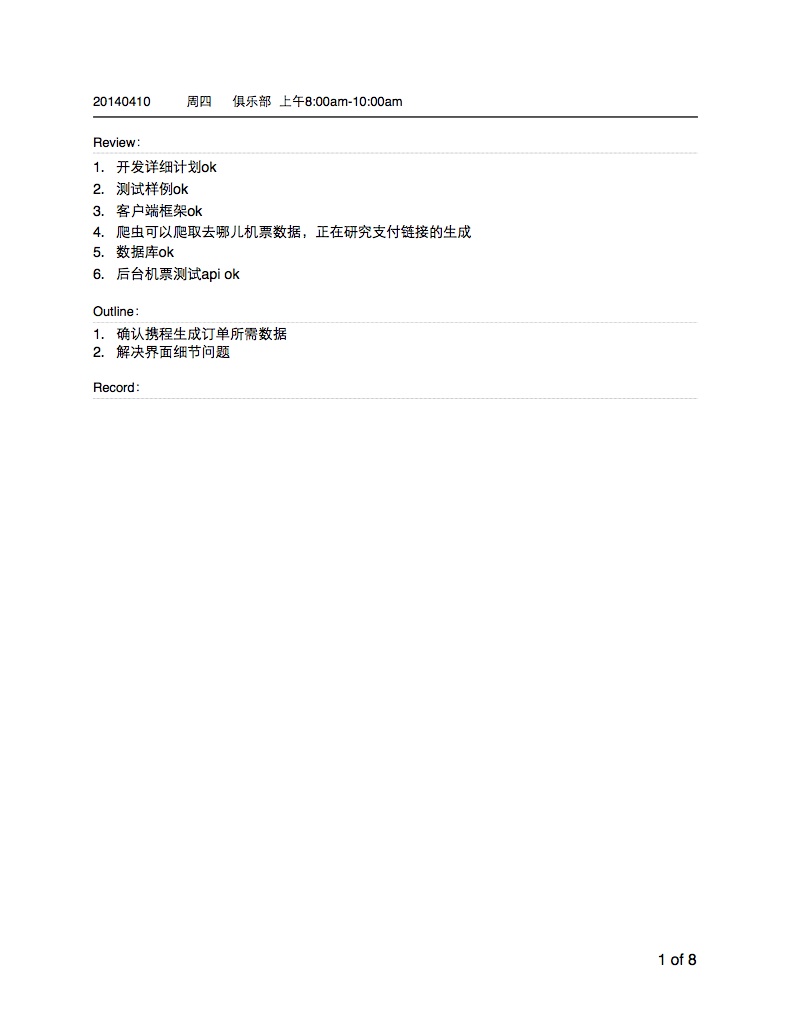 20140410 周四 俱乐部 上午8:00am-10:00am
Review：
1. 开发详细计划ok
2. 测试样例ok
3. 客户端框架ok
4. 爬虫可以爬取去哪儿机票数据，正在研究支付链接的生成
5. 数据库ok
6. 后台机票测试api ok
Outline：
1. 确认携程生成订单所需数据
2. 解决界面细节问题
Record：
1 of 8